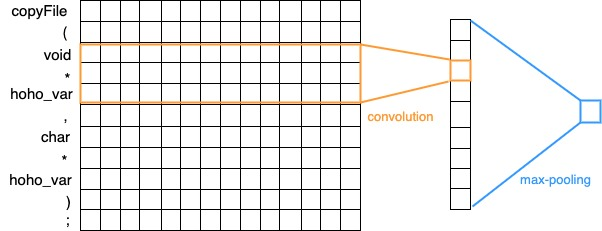 copyFile
(
void
*
hoho_var
,
char
*
hoho_var
)
;
convolution
max-pooling